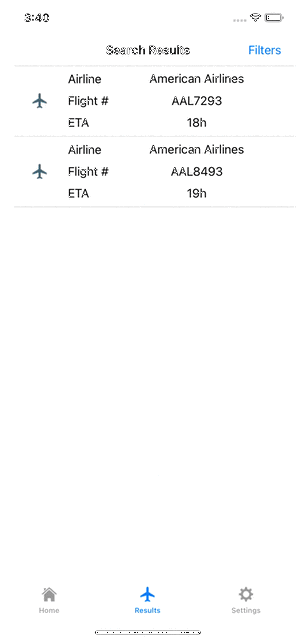 3:40
Search Results Filters
Airline American Airlines
Flight # AAL7293
ETA 18h
Airline American Airlines
Flight # AAL8493
ETA 19h
Home Results Settings